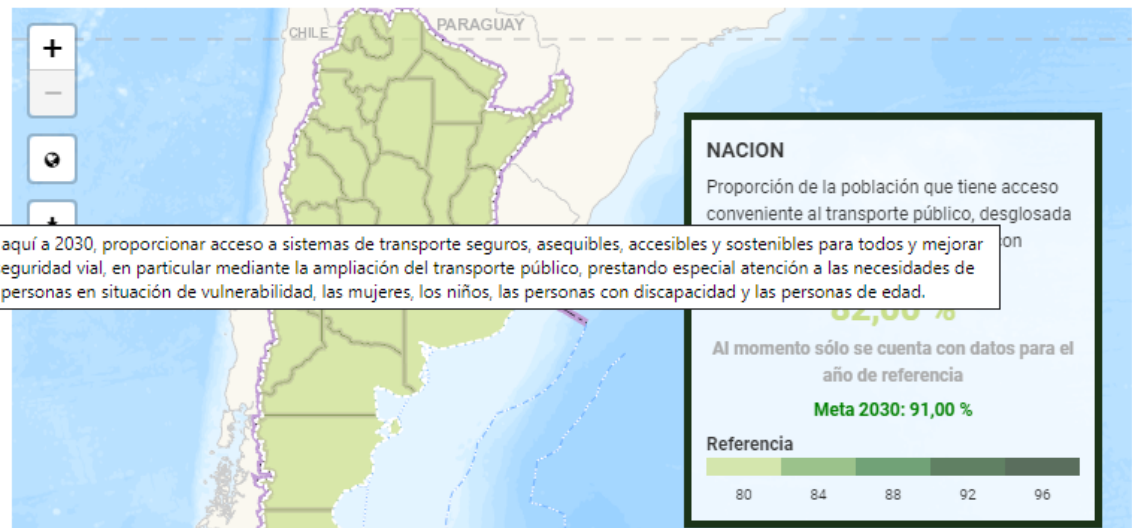 CHILE
PARAGUAY
+
−
NACION
Proporción de la población que tiene acceso
conveniente al transporte público, desglosada
con
aquí a 2030, proporcionar acceso a sistemas de transporte seguros, asequibles, accesibles y sostenibles para todos y mejorar
seguridad vial, en particular mediante la ampliación del transporte público, prestando especial atención a las necesidades de
personas en situación de vulnerabilidad, las mujeres, los niños, las personas con discapacidad y las personas de edad.
Al momento sólo se cuenta con datos para el
año de referencia
Meta 2030: 91,00 %
Referencia
80 84 88 92 96